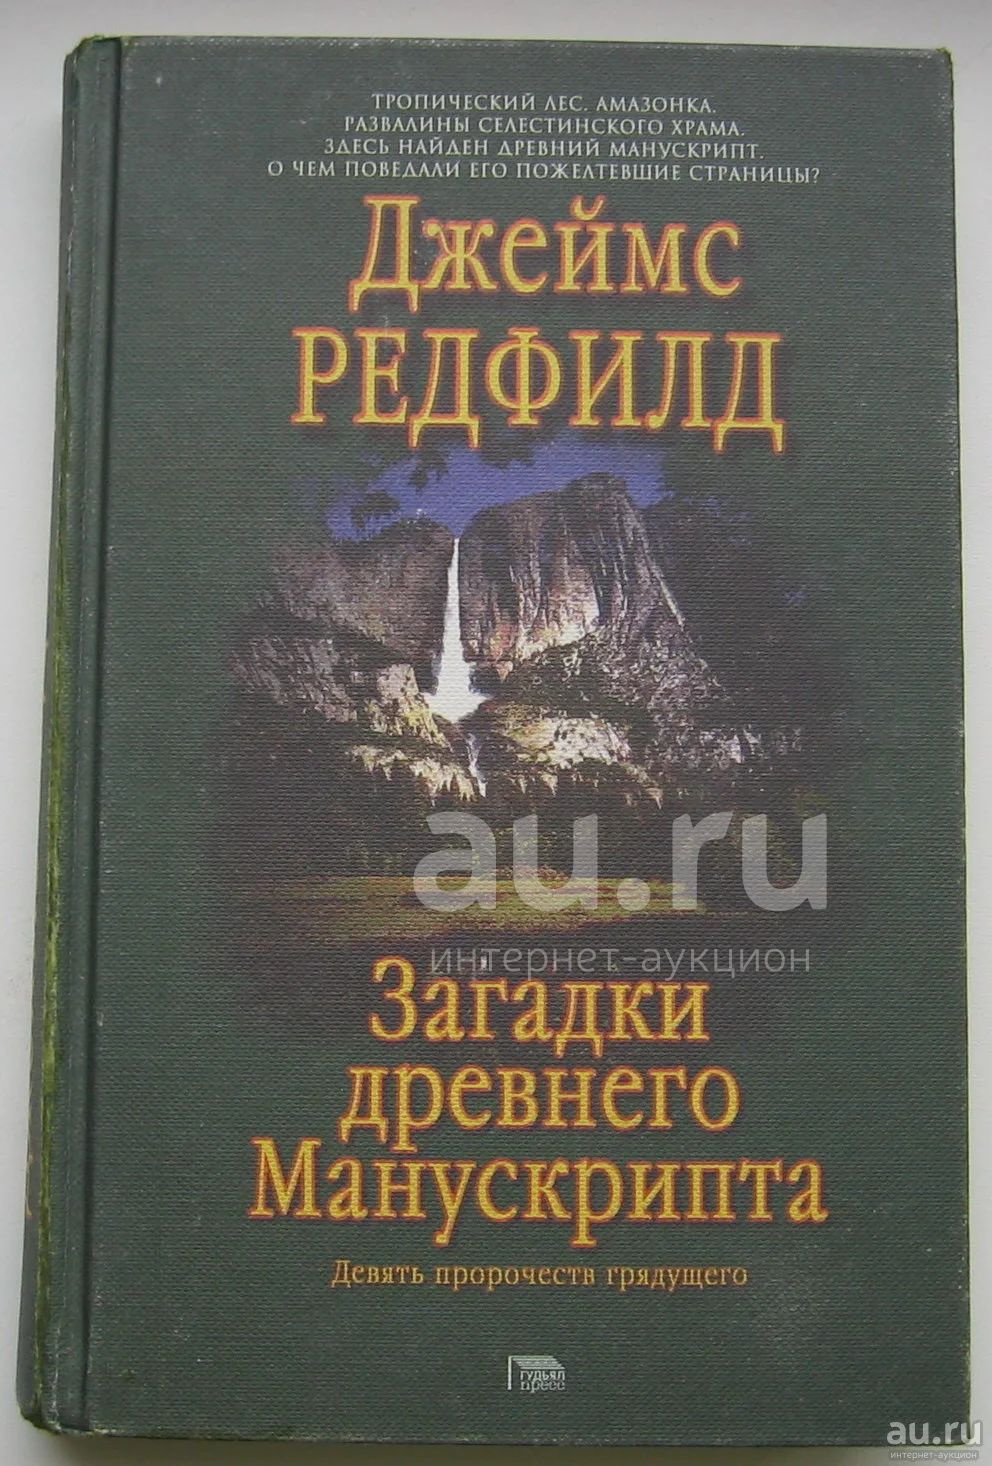 ТРОПИЧЕСКИЙ ЛЕС. АМАЗОНКА.
РАЗВАЛИНЫ СЕЛЕСТИНСКОГО ХРАМА.
ЗДЕСЬ НАЙДЕН ДРЕВНИЙ МАНУСКРИПТ.
О ЧЕМ ПОВЕДАЛИ ЕГО ПОЖЕЛТЕВШИЕ СТРАНИЦЫ?
Джеймс
РЕДФИЛД
au.ru
интернет-аукцион
Загадки
древнего
Манускрипта
Девять пророчеств грядущего
ГУДЬЯЛ
пресс
au.ru
интернет-аукцион